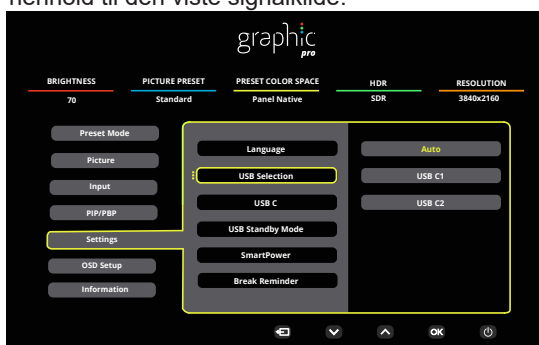 henhold til den viste signalkilde.
graphic
pro
BRIGHTNESS PICTURE PRESET PRESET COLOR SPACE HDR RESOLUTION
70 Standard Panel Native SDR 3840x2160
Preset Mode
Picture
Input
PIP/PBP
Settings
OSD Setup
Information
Language
USB Selection
USB C
USB Standby Mode
SmartPower
Break Reminder
Auto
USB C1
USB C2
OK